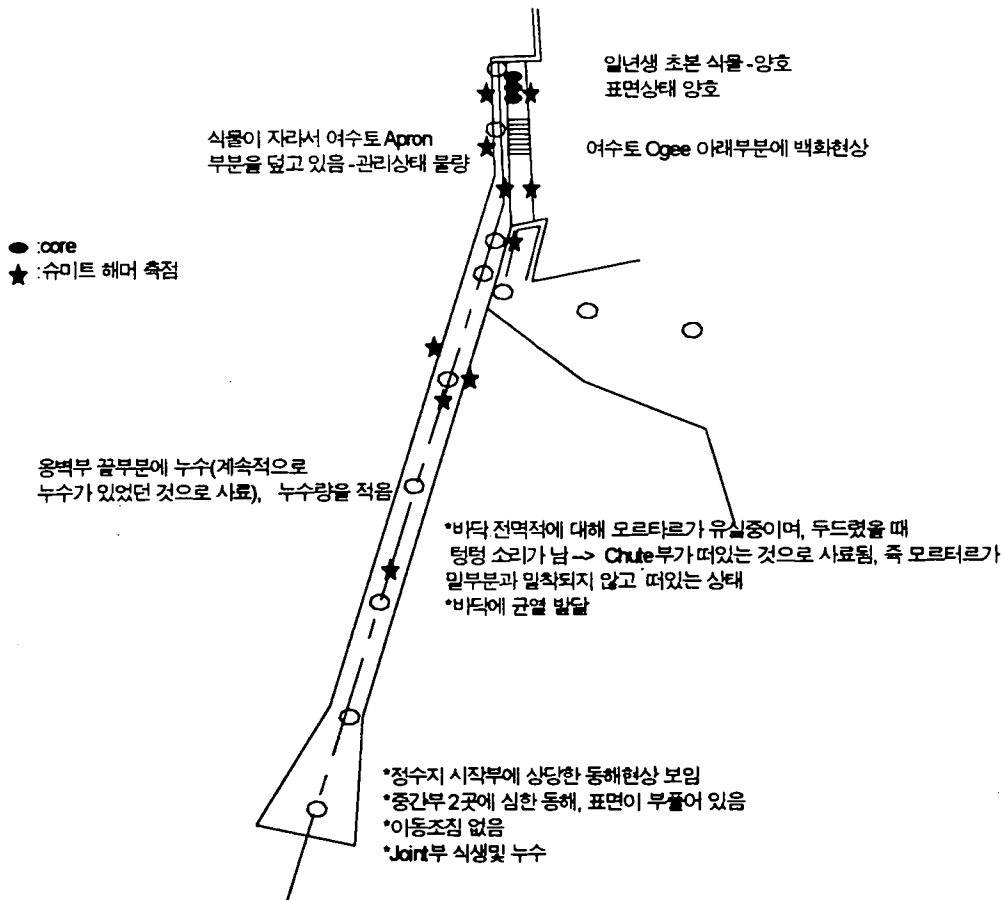 일년생 초본 식물-양호
표면상태 양호
식물이 자라서 여수토 Apron
부분을 덮고 있음-관리상태 불량
여수토 Ogee 아래부분에 백화현상
:core
:슈미트 해머 측점
옹벽부 끝부분에 누수(계속적으로
누수가 있었던 것으로 사료), 누수량을 적음
*바닥 전면적에 대해 모르타르가 유실중이며, 두드렸을 때
텅텅 소리가 남 --> Chute부가 떠있는 것으로 사료됨, 즉 모르터르가
밑부분과 밀착되지 않고 떠있는 상태
*바닥에 균열 발달
*정수지 시작부에 상당한 동해현상 보임
*중간부 2곳에 심한 동해, 표면이 부풀어 있음
*이동조짐 없음
*Joint부 식생및 누수